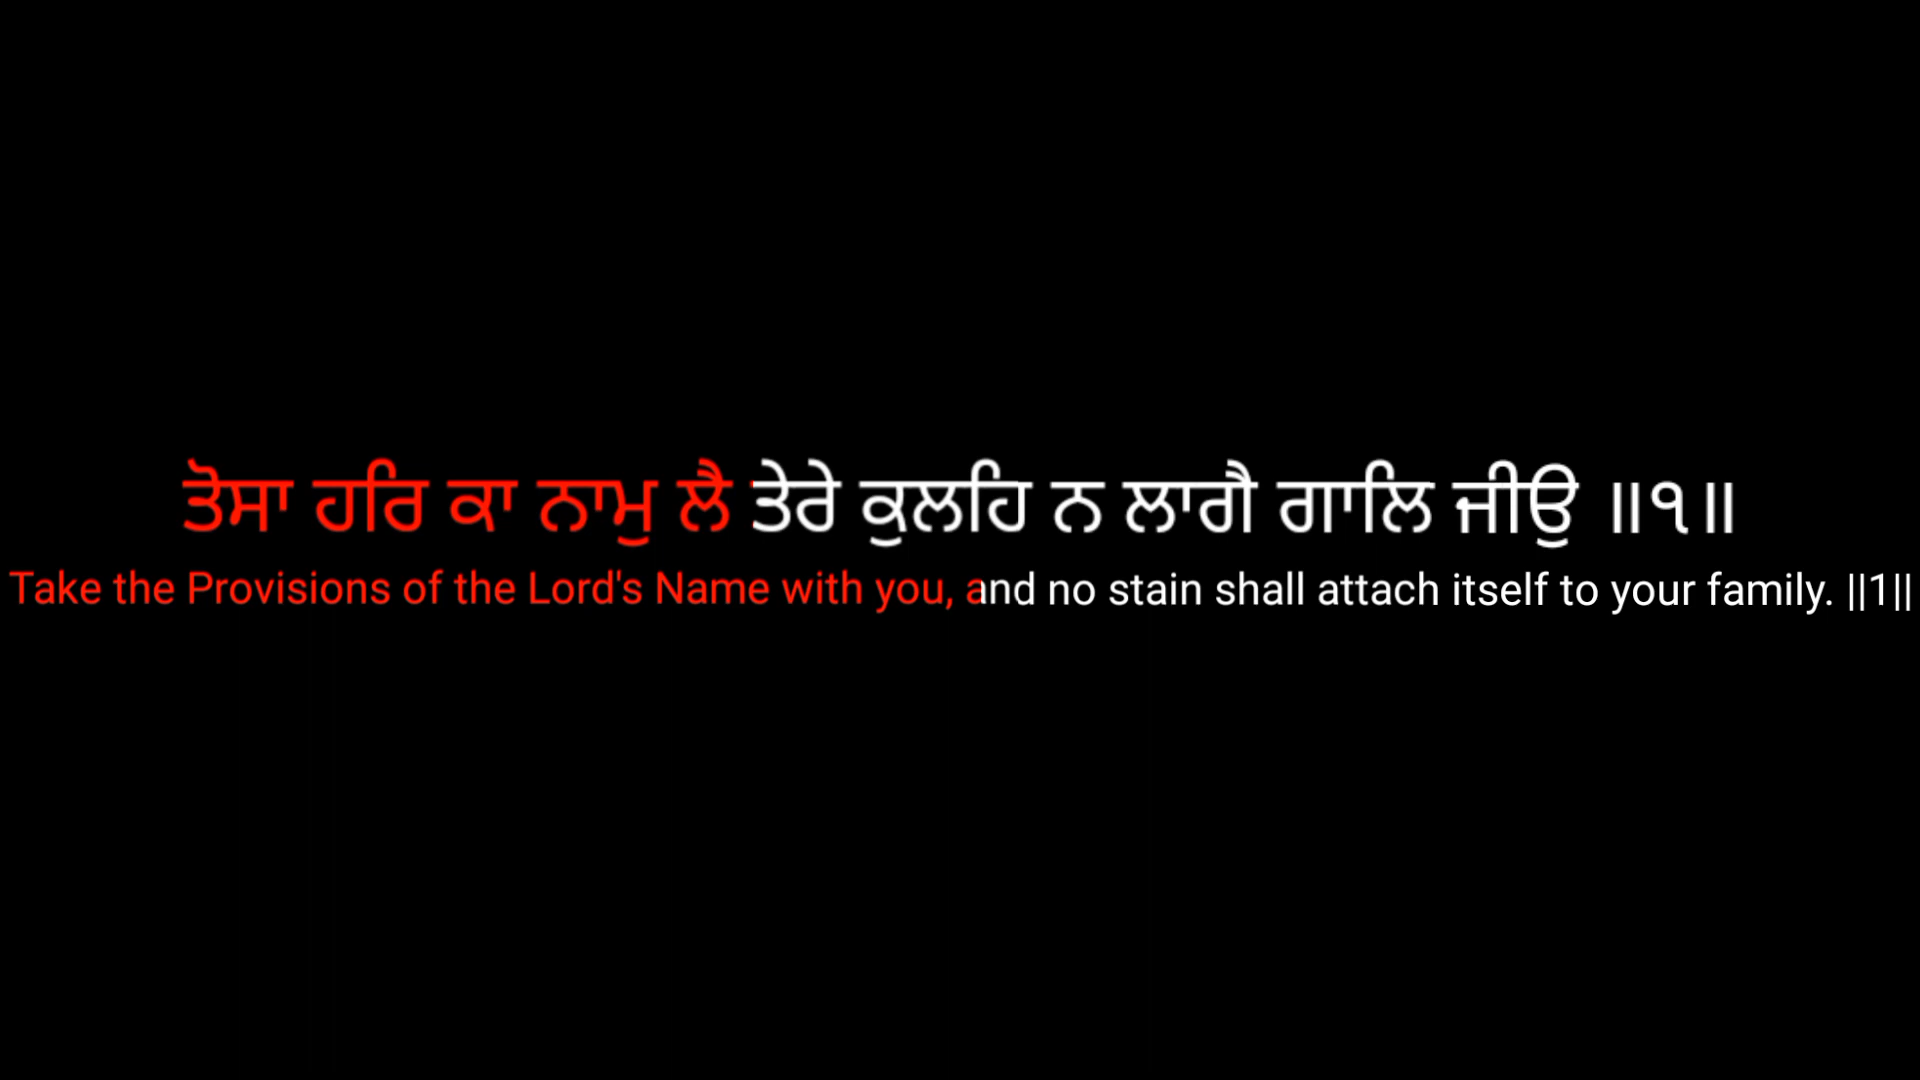 ਤੋਸਾ ਹਰਿ ਕਾ ਨਾਮੁ ਲੈ ਤੇਰੇ ਕੁਲਹਿ ਨ ਲਾਗੈ ਗਾਲਿ ਜੀਉ ॥੧॥
Take the Provisions of the Lord's Name with you, and no stain shall attach itself to your family. ||1||